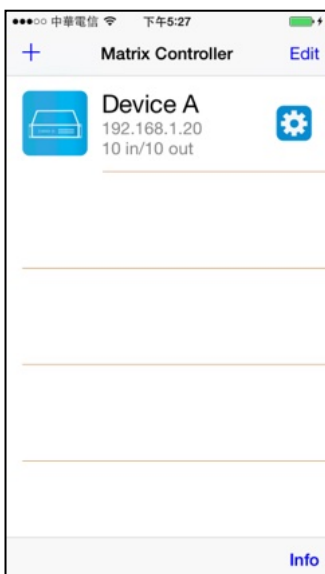 中華電信 下午5:27
+ Matrix Controller Edit
Device A
192.168.1.20
10 in/10 out
Info